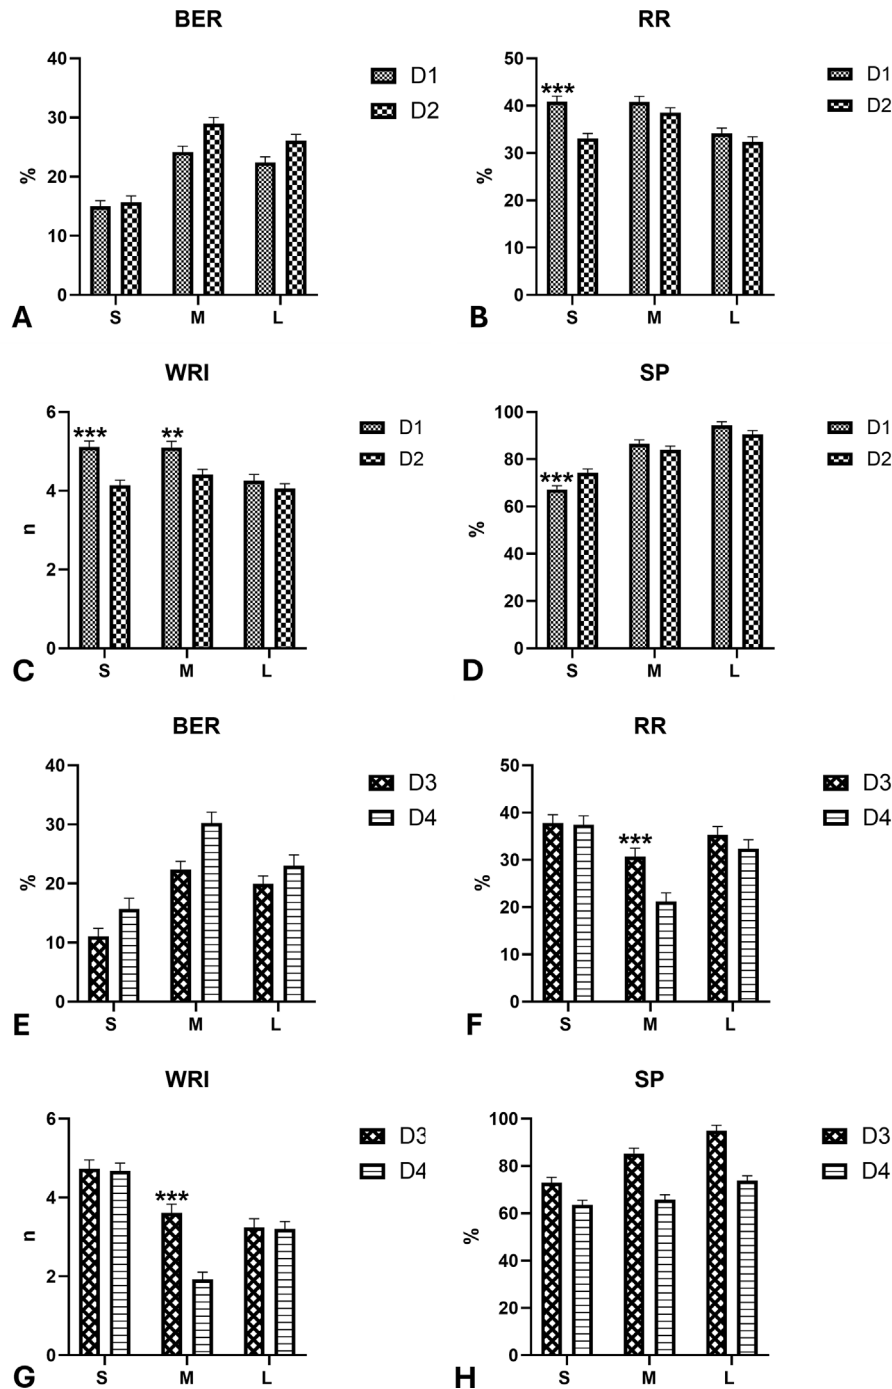 BER
40
30
20
10
0
%
S M L
D1
D2
A
RR
50
40
30
20
10
0
%
***
S M L
D1
D2
B
WRI
6
4
2
0
n
*** **
S M L
D1
D2
C
SP
100
80
60
40
20
0
%
***
S M L
D1
D2
D
BER
40
30
20
10
0
%
S M L
D3
D4
E
RR
50
40
30
20
10
0
%
***
S M L
D3
D4
F
WRI
6
4
2
0
n
***
S M L
D3
D4
G
SP
100
80
60
40
20
0
%
S M L
D3
D4
H